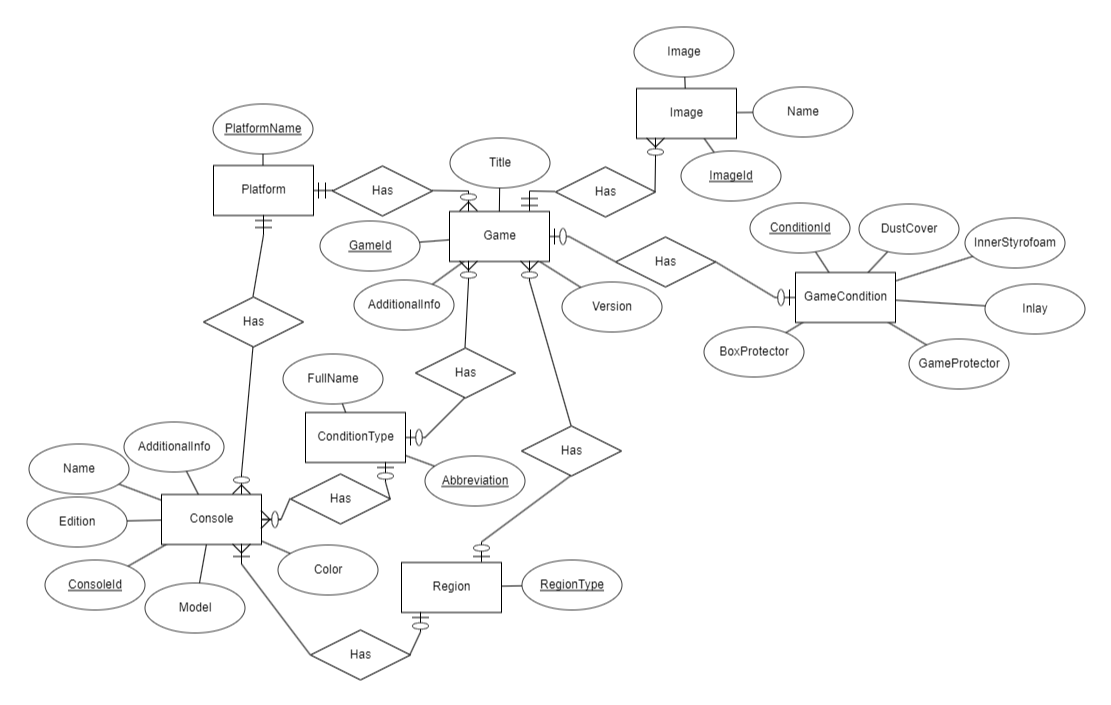 Image
Image
Name
ImageId
PlatformName
Platform
Has
Title
Has
Game
GameId
AdditionalInfo
Version
Has
ConditionId
DustCover
InnerStyrofoam
GameCondition
Inlay
BoxProtector
GameProtector
Has
Has
FullName
ConditionType
Abbreviation
Has
Has
AdditionalInfo
Name
Edition
Console
ConsoleId
Model
Color
Region
RegionType
Has